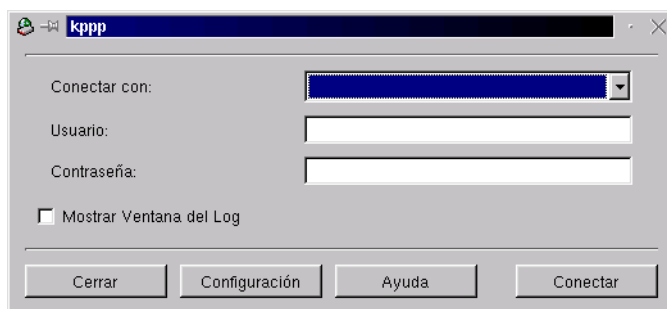 kppp
Conectar con:
Usuario:
Contraseña:
Mostrar Ventana del Log
Cerrar Configuración Ayuda Conectar